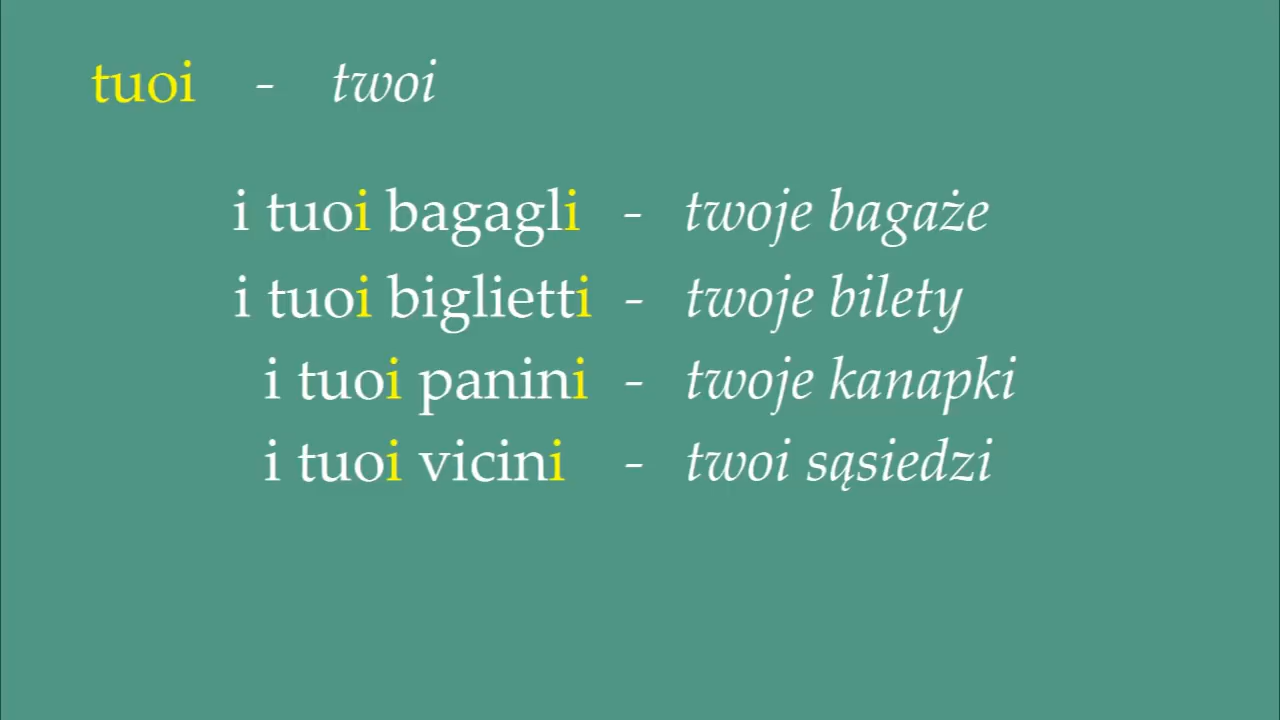 tuoi - twoi
i tuoi bagagli - twoje bagaże
i tuoi biglietti - twoje bilety
i tuoi panini - twoje kanapki
i tuoi vicini - twoi sąsiedzi